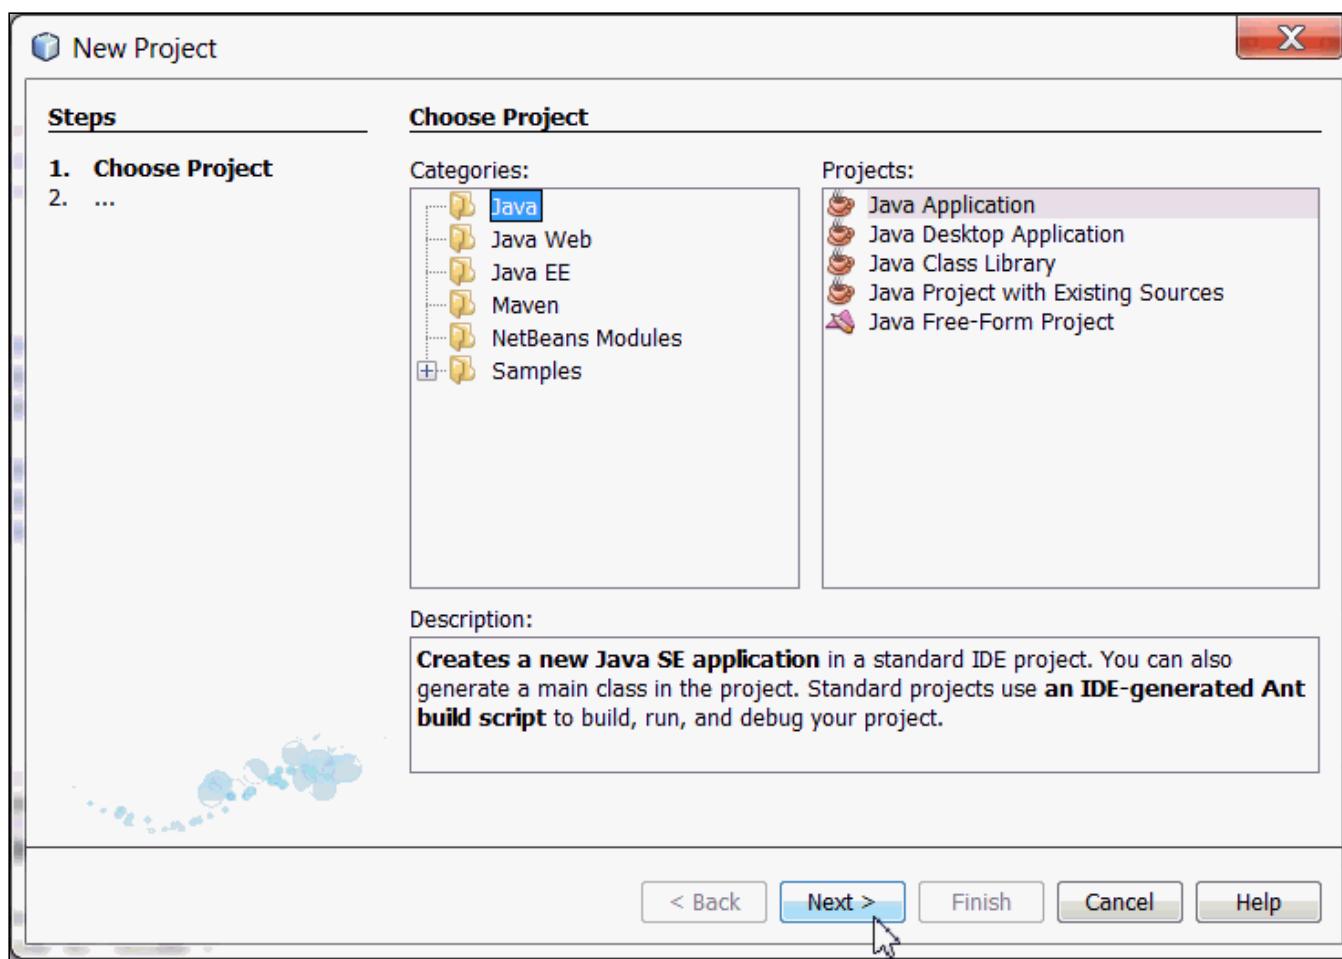 New Project
Steps
1. Choose Project
2. ...
Choose Project
Categories:
Java
Java Web
Java EE
Maven
NetBeans Modules
Samples
Projects:
Java Application
Java Desktop Application
Java Class Library
Java Project with Existing Sources
Java Free-Form Project
Description:
Creates a new Java SE application in a standard IDE project. You can also
generate a main class in the project. Standard projects use an IDE-generated Ant
build script to build, run, and debug your project.
< Back Next > Finish Cancel Help